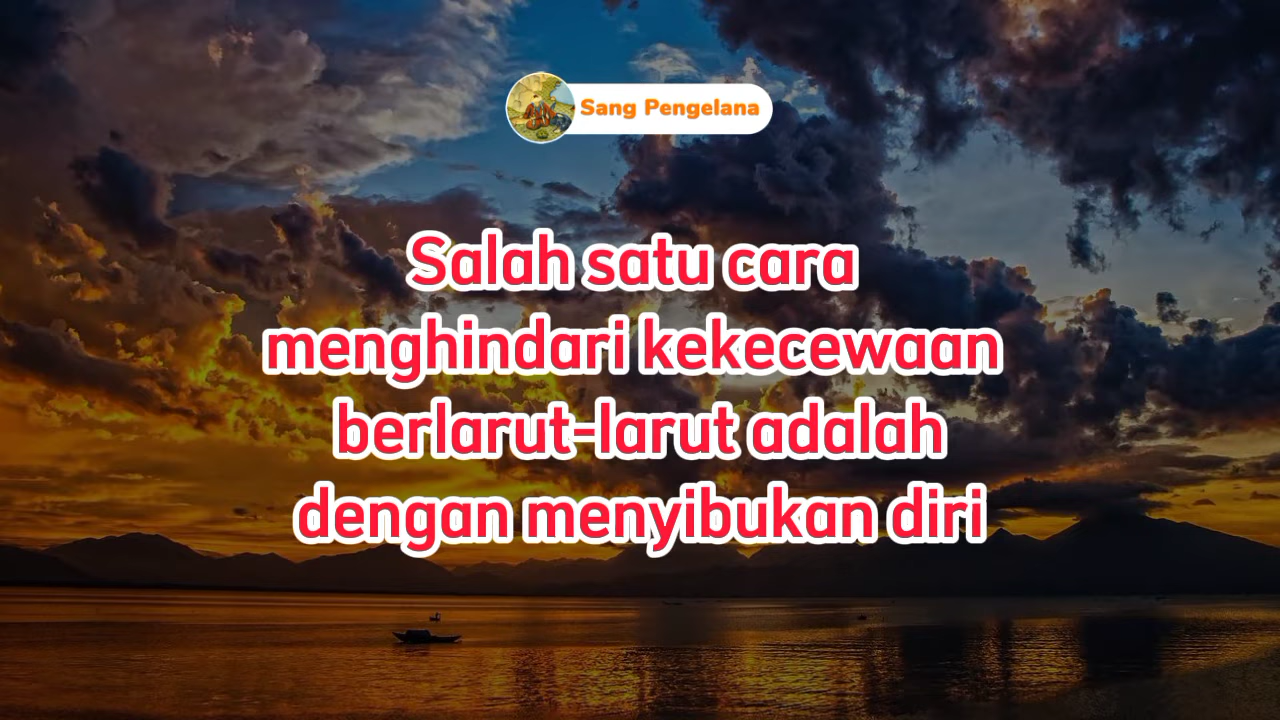 Sang Pengelana
Salah satu cara
menghindari kekecewaan
berlarut-larut adalah
dengan menyibukan diri